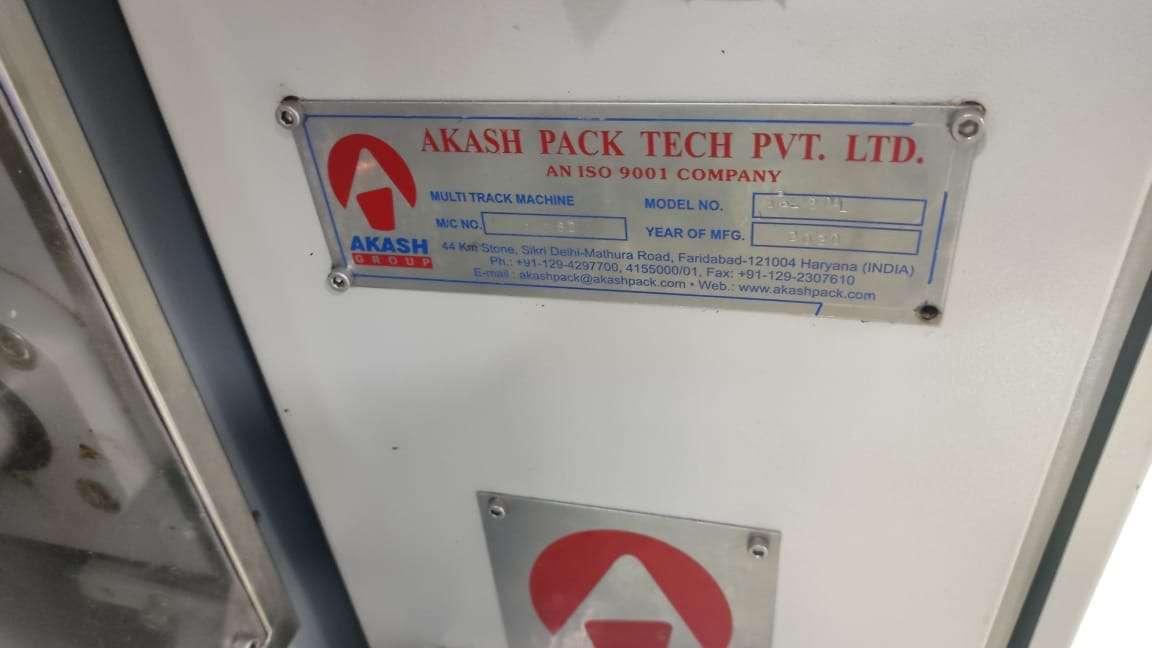 AKASH PACK TECH PVT. LTD.
AN ISO 9001 COMPANY
MULTI TRACK MACHINE
MODEL NO.
M/C NO.
YEAR OF MFG. 2020
AKASH
GROUP
44 Km Stone, Sikri Delhi-Mathura Road, Faridabad-121004 Haryana (INDIA)
Ph.: +91-129-4297700, 4155000/01, Fax: +91-129-2307610
E-mail : akashpack@akashpack.com • Web.: www.akashpack.com